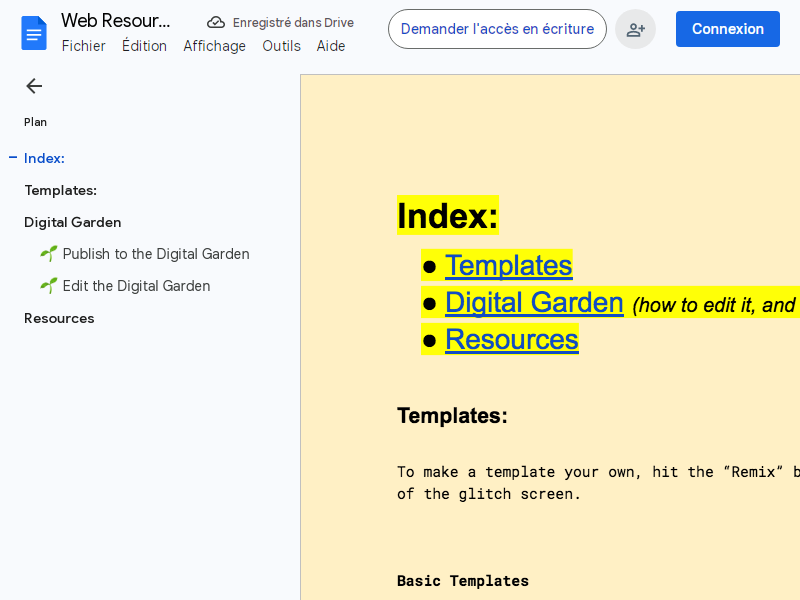 Web Resour...
Enregistré dans Drive
Demander l'accès en écriture
Connexion
Fichier Édition Affichage Outils Aide
Plan
Index:
Templates:
Digital Garden
🌱 Publish to the Digital Garden
🌱 Edit the Digital Garden
Resources
Index:
● Templates
● Digital Garden (how to edit it, and
● Resources
Templates:
To make a template your own, hit the “Remix” b
of the glitch screen.
Basic Templates